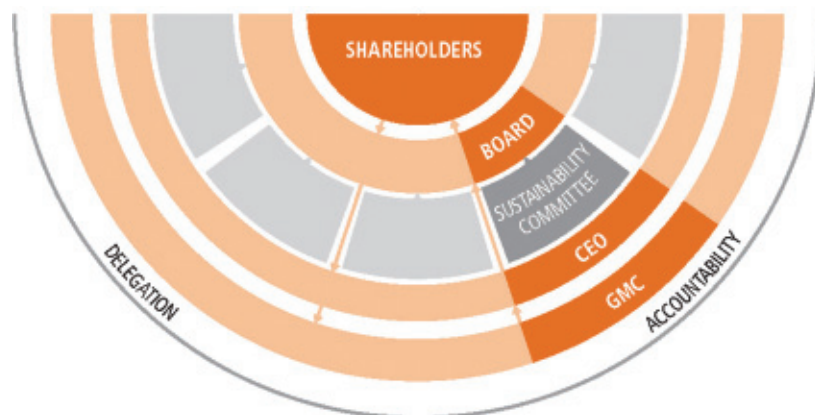 SHAREHOLDERS
BOARD
SUSTAINABILITY
COMMITTEE
CEO
GMC
DELEGATION
ACCOUNTABILITY